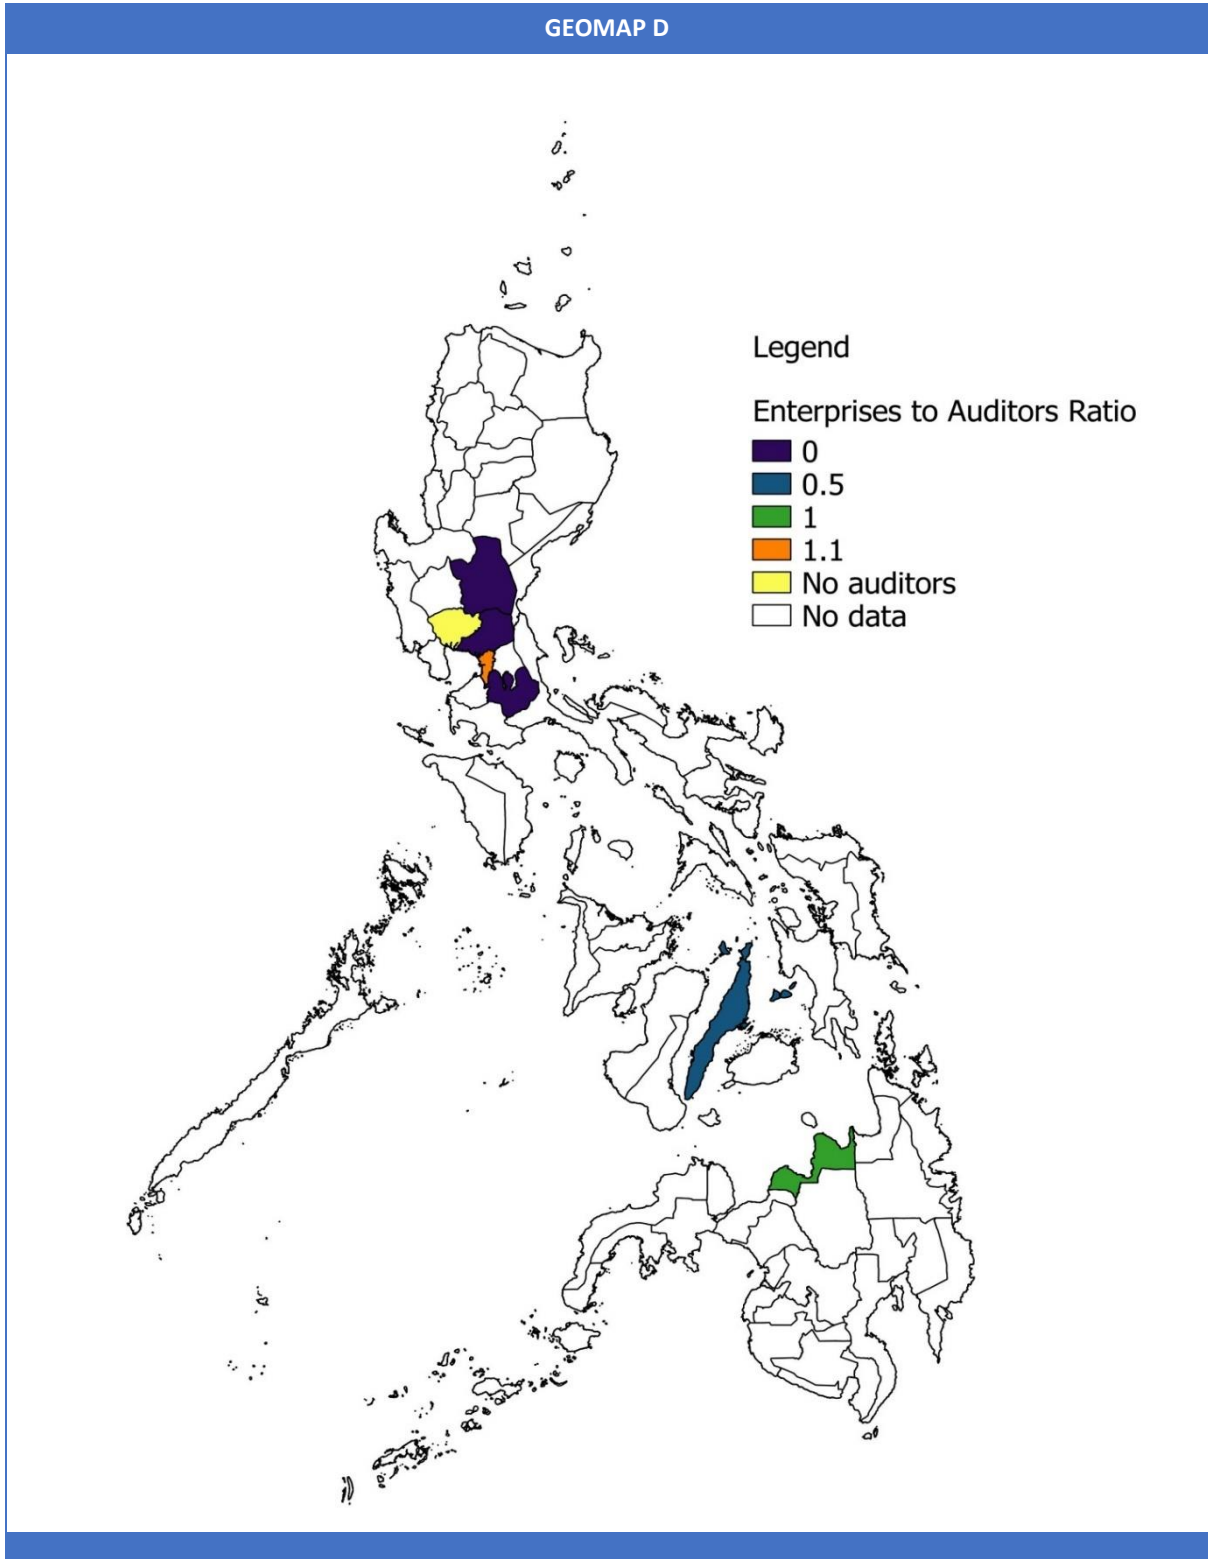 GEOMAP D
Legend
Enterprises to Auditors Ratio
0
0.5
1
1.1
No auditors
No data